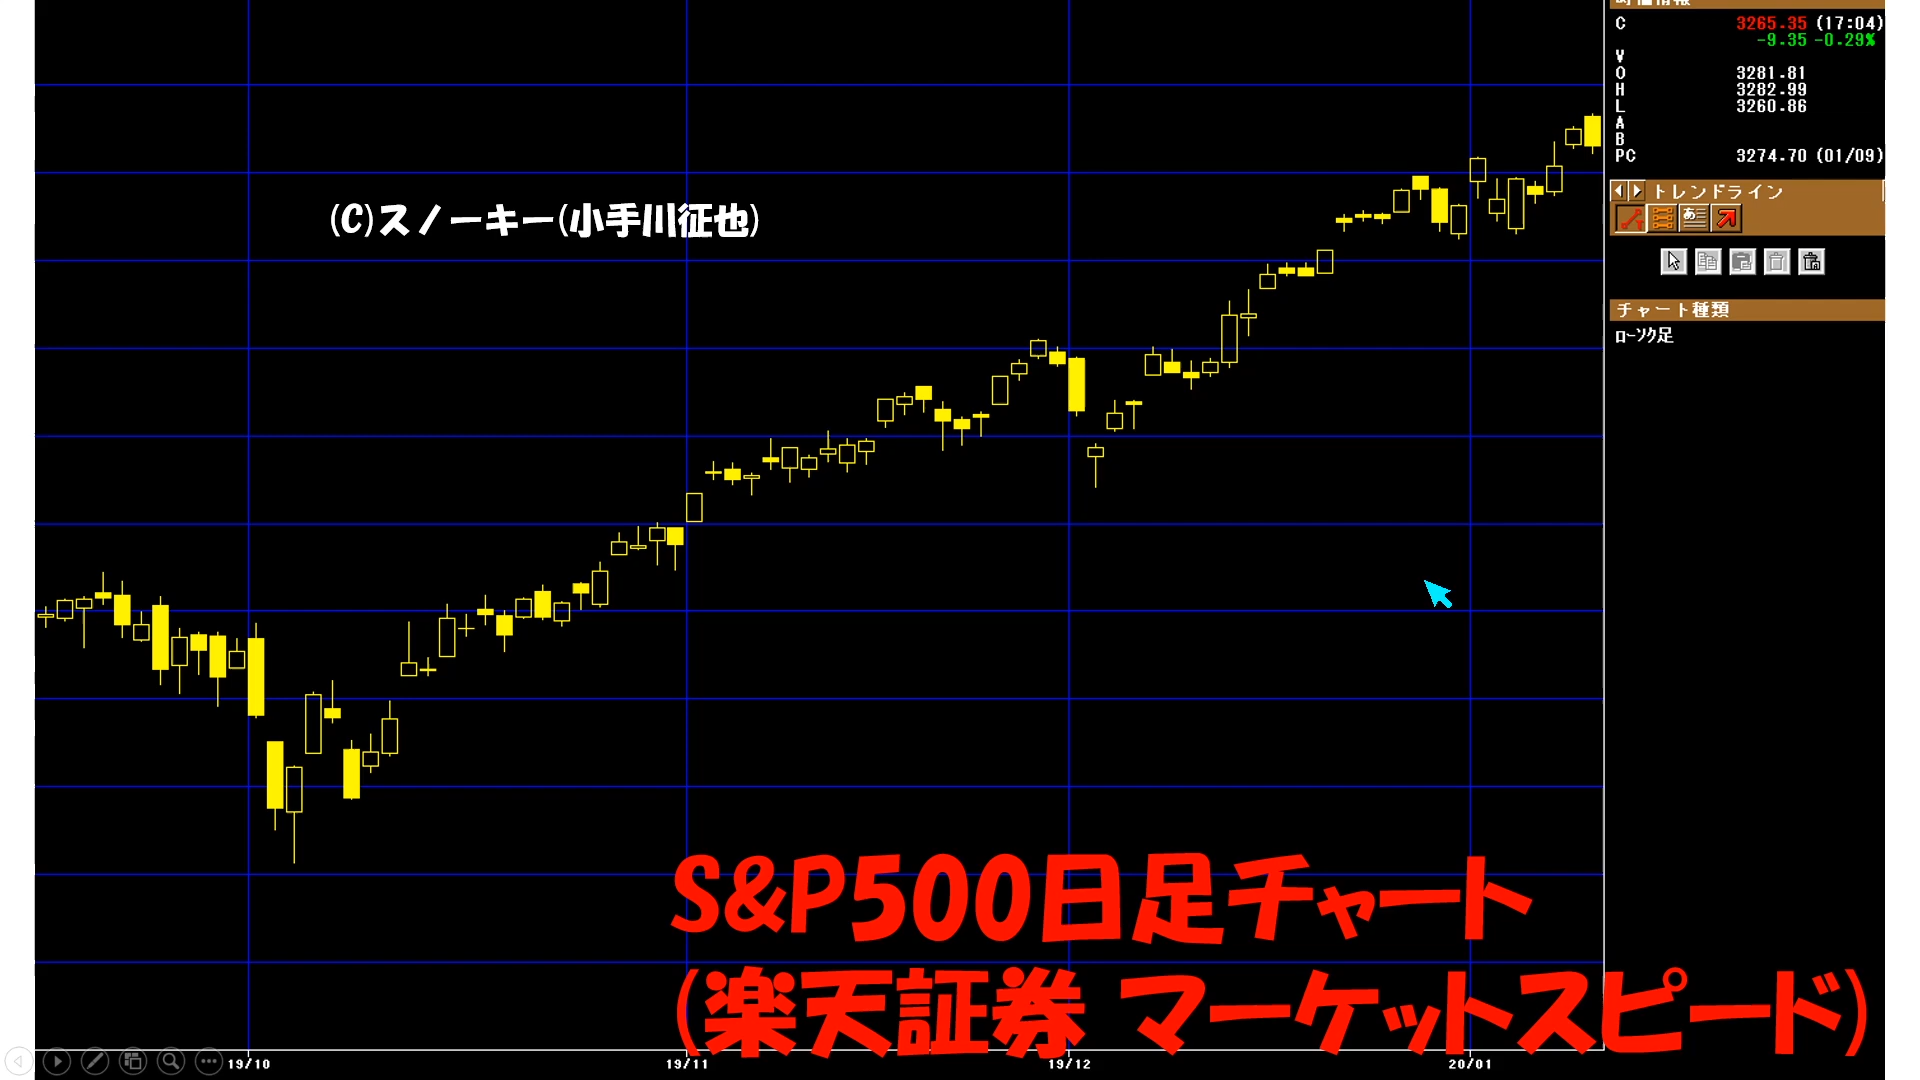 C 3265.35 (17:04)
-9.35 -0.29%
V
O 3281.81
H 3282.99
L 3260.86
A
B
PC 3274.70 (01/09)
トレンドライン
あ
チャート種類
ローソク足
(C)スノーキー(小手川征也)
S&P500日足チャート
(楽天証券 マーケットスピード)
19/10 19/11 19/12 20/01